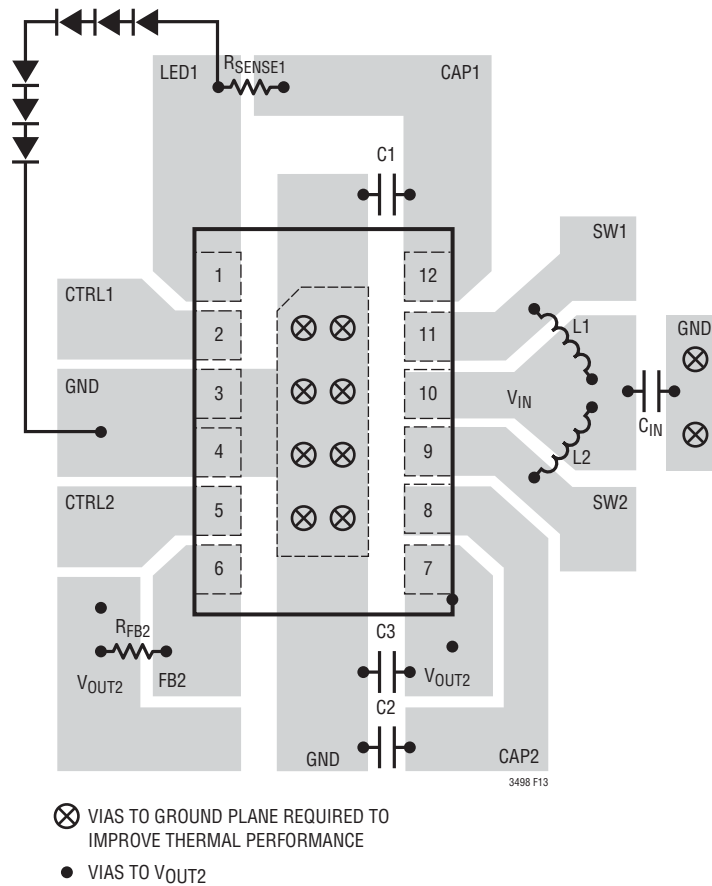 LED1
RSENSE1
CAP1
C1
SW1
1
12
CTRL1
2
11
L1
GND
GND
3
10
VIN
CIN
4
9
L2
CTRL2
5
8
SW2
6
7
RFB2
C3
VOUT2
FB2
VOUT2
C2
GND
CAP2
3498 F13
VIAS TO GROUND PLANE REQUIRED TO
IMPROVE THERMAL PERFORMANCE
VIAS TO VOUT2